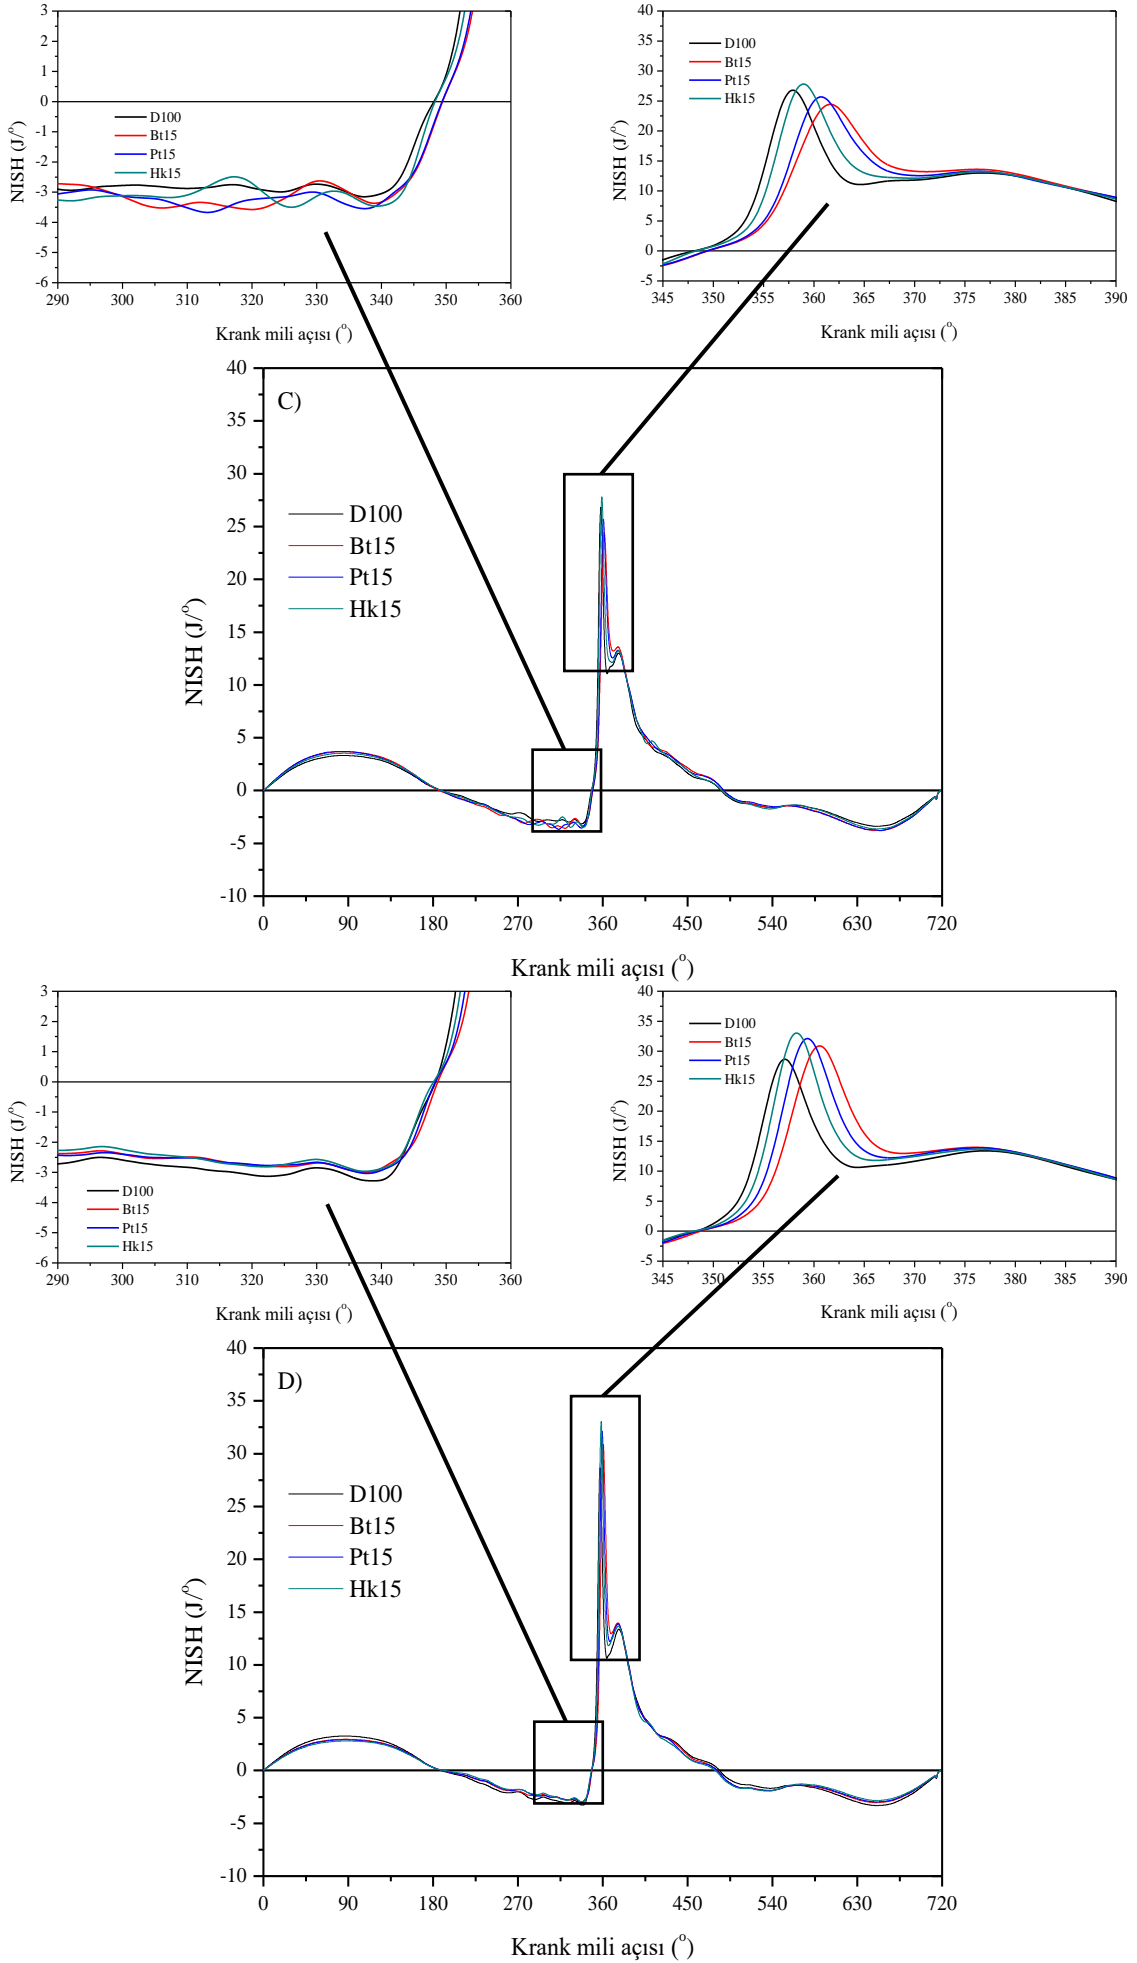 3
2
1
0
-1
-2
-3
-4
-5
-6
NISH (J/°)
D100
Bt15
Pt15
Hk15
290 300 310 320 330 340 350 360
Krank mili açısı (°)
40
35
30
25
20
15
10
5
0
-5
NISH (J/°)
D100
Bt15
Pt15
Hk15
345 350 355 360 365 370 375 380 385 390
Krank mili açısı (°)
C)
40
35
30
25
20
15
10
5
0
-5
-10
NISH (J/°)
D100
Bt15
Pt15
Hk15
0 90 180 270 360 450 540 630 720
Krank mili açısı (°)
3
2
1
0
-1
-2
-3
-4
-5
-6
NISH (J/°)
D100
Bt15
Pt15
Hk15
290 300 310 320 330 340 350 360
Krank mili açısı (°)
40
35
30
25
20
15
10
5
0
-5
NISH (J/°)
D100
Bt15
Pt15
Hk15
345 350 355 360 365 370 375 380 385 390
Krank mili açısı (°)
D)
40
35
30
25
20
15
10
5
0
-5
-10
NISH (J/°)
D100
Bt15
Pt15
Hk15
0 90 180 270 360 450 540 630 720
Krank mili açısı (°)